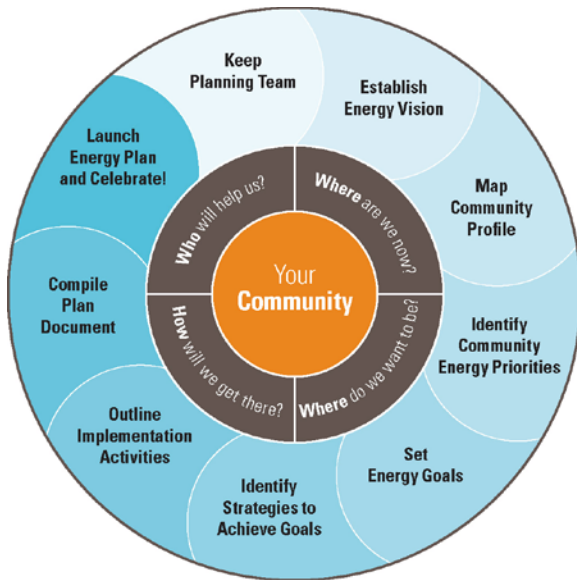 Keep
Planning Team
Establish
Energy Vision
Map
Community
Profile
Identify
Community
Energy Priorities
Set
Energy Goals
Identify
Strategies to
Achieve Goals
Outline
Implementation
Activities
Compile
Plan
Document
Launch
Energy Plan
and Celebrate!
Who will help us?
Where are we now?
Where do we want to be?
How will we get there?
Your
Community